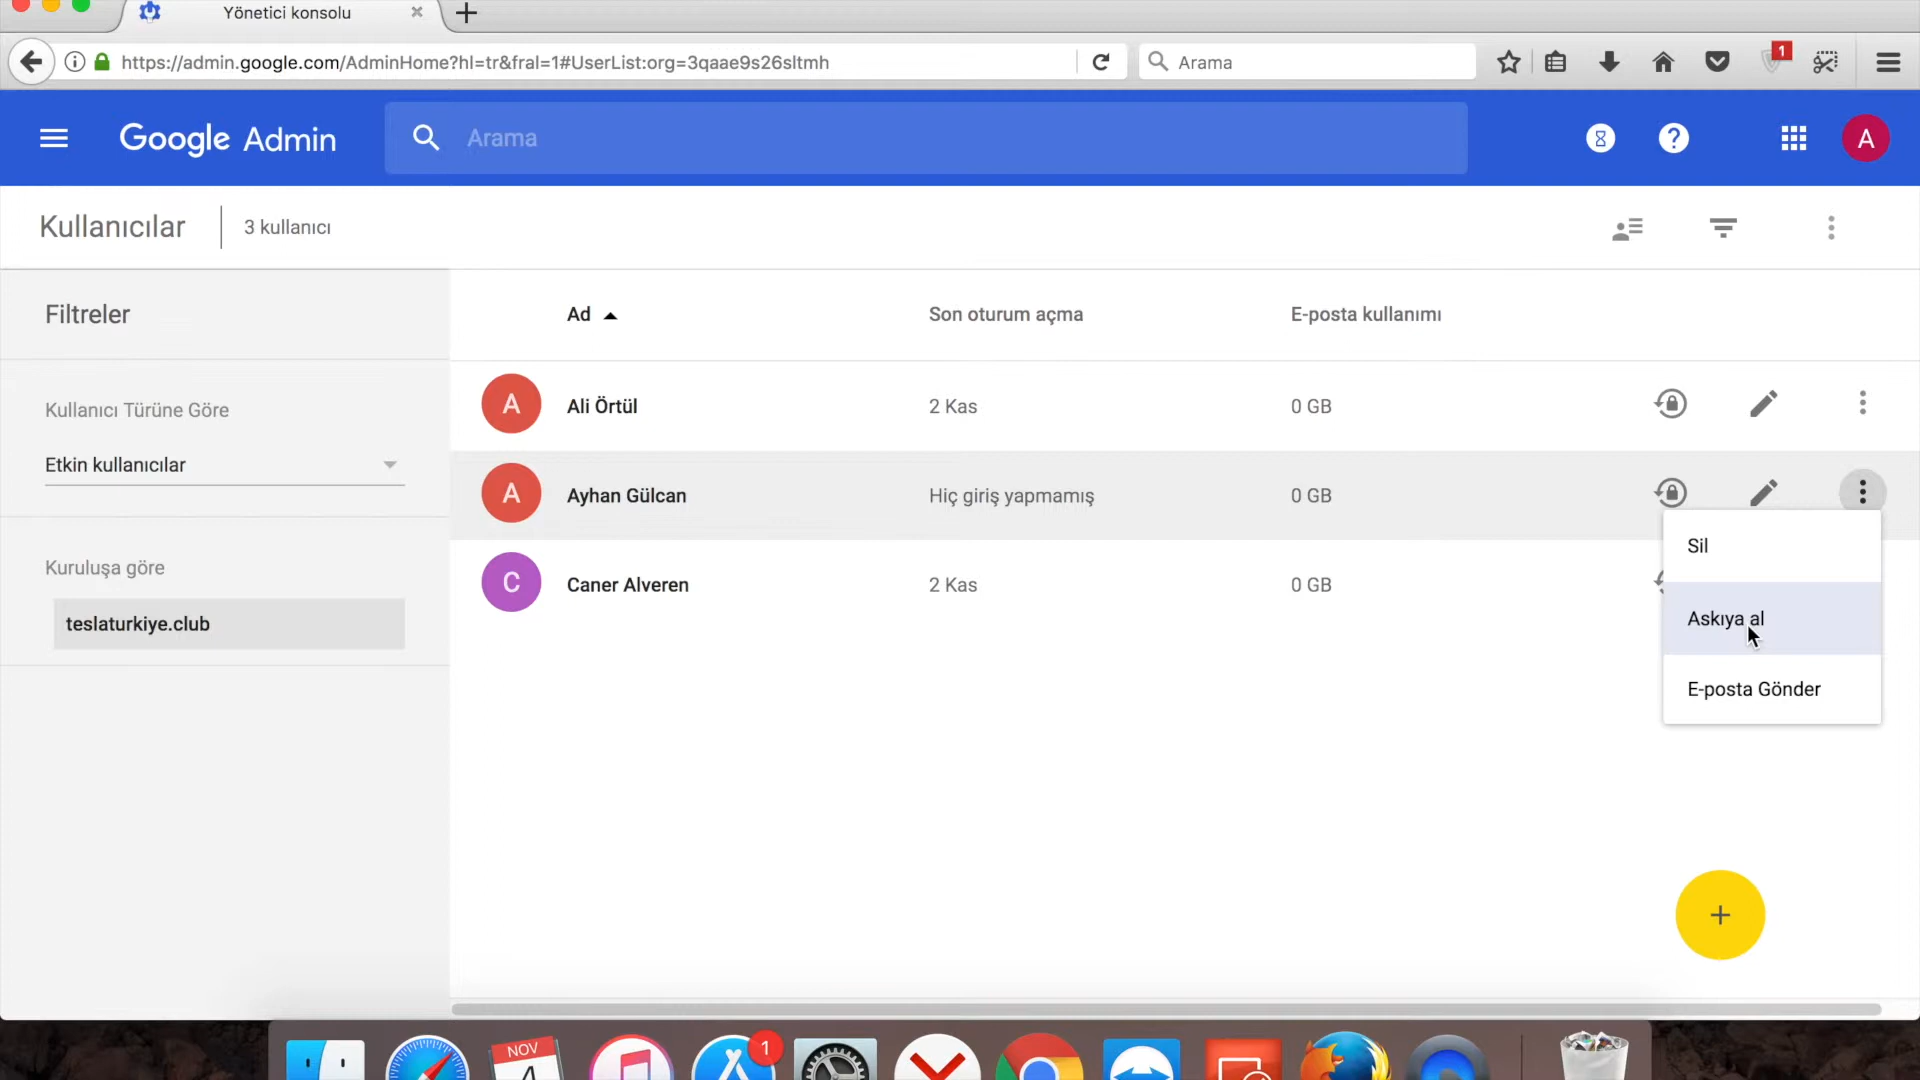 Yönetici konsolu
https://admin.google.com/AdminHome?hl=tr&fral=1#UserList:org=3qaae9s26sltmh
Arama
1
Google Admin
Arama
A
Kullanıcılar
3 kullanıcı
Filtreler
Ad
Son oturum açma
E-posta kullanımı
Kullanıcı Türüne Göre
Etkin kullanıcılar
Kuruluşa göre
teslaturkiye.club
A
Ali Örtül
2 Kas
0 GB
A
Ayhan Gülcan
Hiç giriş yapmamış
0 GB
C
Caner Alveren
2 Kas
0 GB
Sil
Askıya al
E-posta Gönder
NOV
4
1